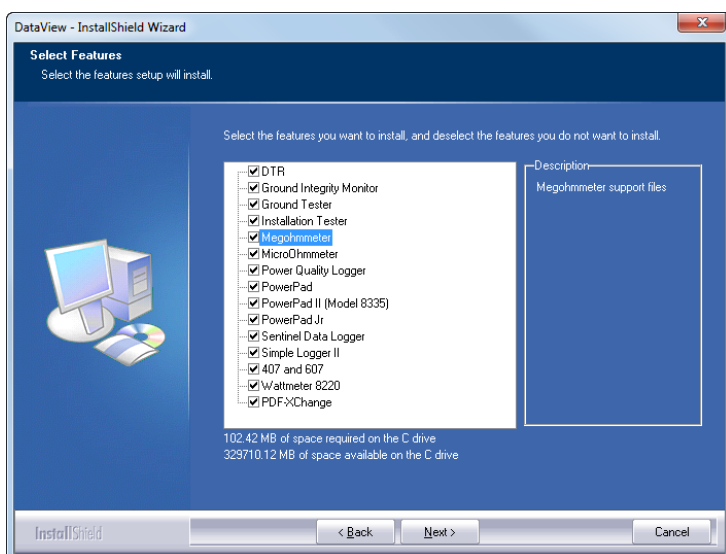 DataView - InstallShield Wizard
Select Features
Select the features setup will install.
Select the features you want to install, and deselect the features you do not want to install.
DTR
Ground Integrity Monitor
Ground Tester
Installation Tester
Megohmmeter
MicroOhmmeter
Power Quality Logger
PowerPad
PowerPad II (Model 8335)
PowerPad Jr
Sentinel Data Logger
Simple Logger II
407 and 607
Wattmeter 8220
PDF-XChange
Description
Megohmmeter support files
102.42 MB of space required on the C drive
329710.12 MB of space available on the C drive
InstallShield
< Back
Next >
Cancel